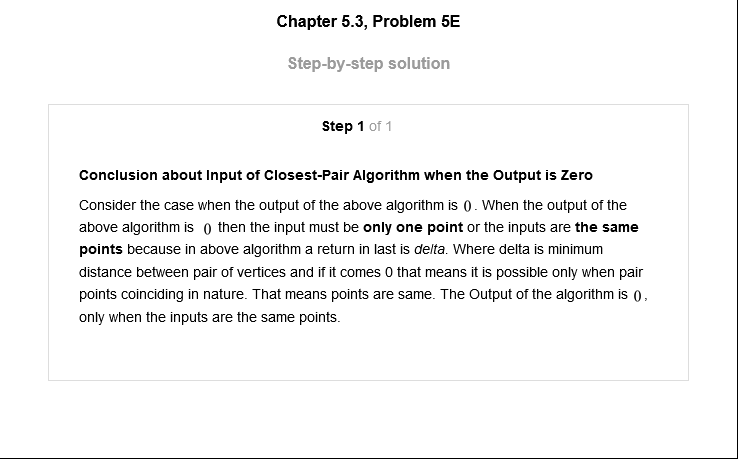 Chapter 5.3, Problem 5E
Step-by-step solution
Step 1 of 1
Conclusion about Input of Closest-Pair Algorithm when the Output is Zero
Consider the case when the output of the above algorithm is 0. When the output of the
above algorithm is 0 then the input must be only one point or the inputs are the same
points because in above algorithm a return in last is delta. Where delta is minimum
distance between pair of vertices and if it comes 0 that means it is possible only when pair
points coinciding in nature. That means points are same. The Output of the algorithm is 0,
only when the inputs are the same points.